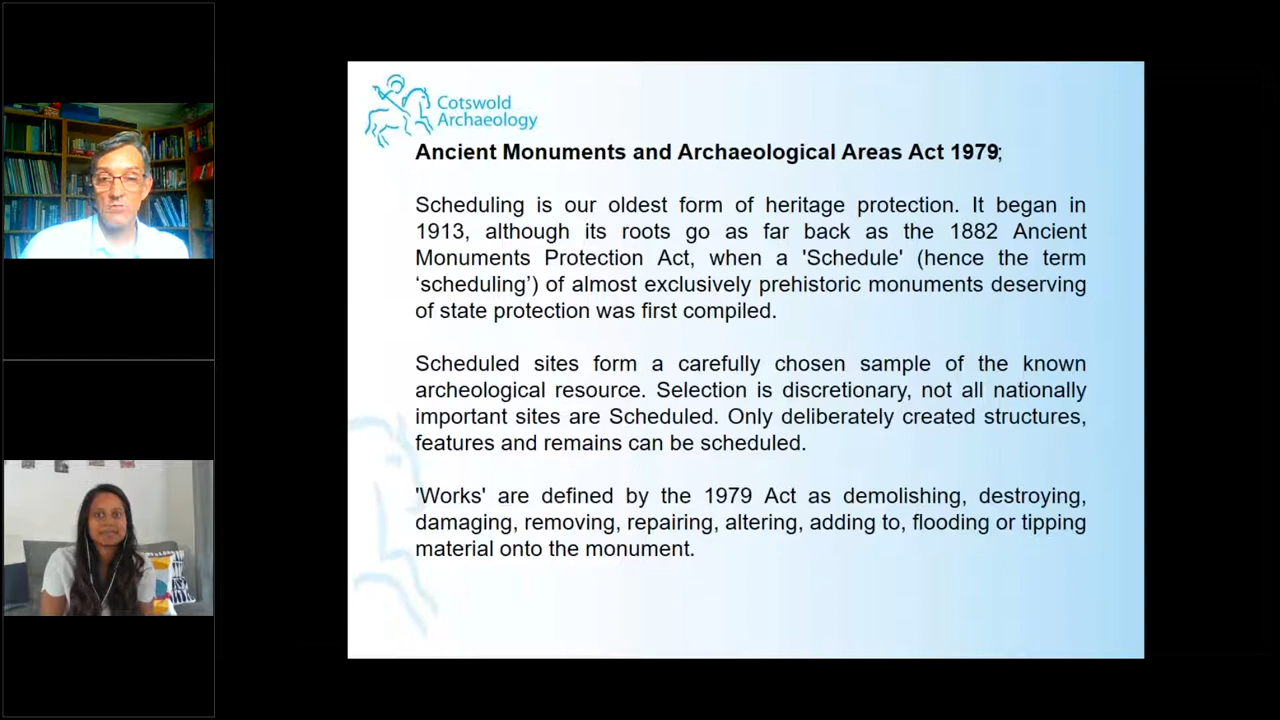 Cotswold
Archaeology
Ancient Monuments and Archaeological Areas Act 1979;
Scheduling is our oldest form of heritage protection. It began in
1913, although its roots go as far back as the 1882 Ancient
Monuments Protection Act, when a 'Schedule' (hence the term
‘scheduling’) of almost exclusively prehistoric monuments deserving
of state protection was first compiled.
Scheduled sites form a carefully chosen sample of the known
archeological resource. Selection is discretionary, not all nationally
important sites are Scheduled. Only deliberately created structures,
features and remains can be scheduled.
'Works' are defined by the 1979 Act as demolishing, destroying,
damaging, removing, repairing, altering, adding to, flooding or tipping
material onto the monument.